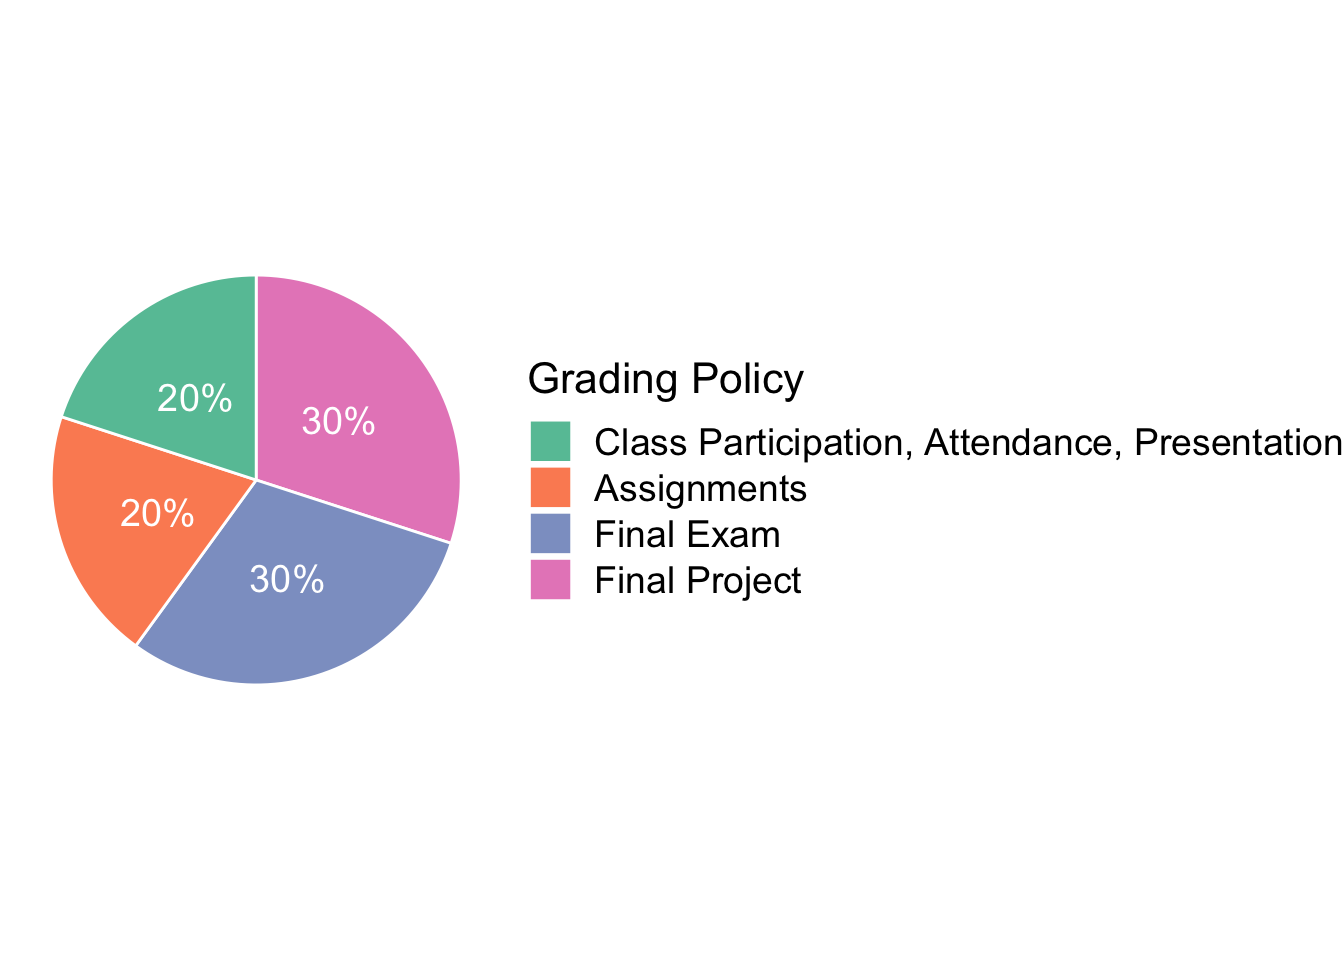 20%
30%
20%
30%
Grading Policy
Class Participation, Attendance, Presentation
Assignments
Final Exam
Final Project